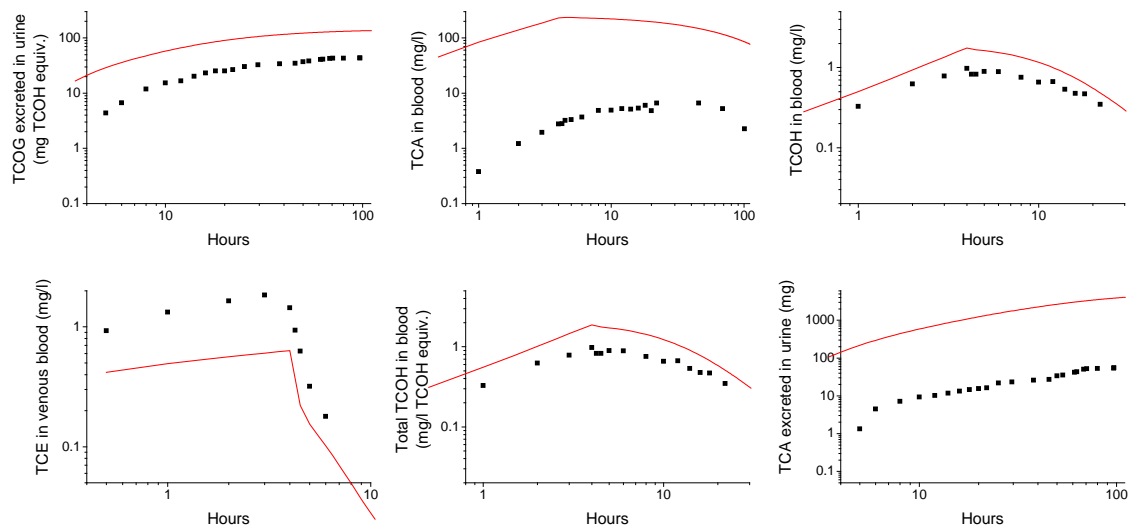 TCOG excreted in urine
(mg TCOH equiv.)
100
10
1
0.1
10
100
Hours
TCA in blood (mg/l)
100
10
1
0.1
1
10
100
Hours
TCOH in blood (mg/l)
1
0.1
1
10
Hours
TCE in venous blood (mg/l)
1
0.1
1
10
Hours
Total TCOH in blood
(mg/l TCOH equiv.)
1
0.1
1
10
Hours
TCA excreted in urine (mg)
1000
100
10
1
0.1
10
100
Hours